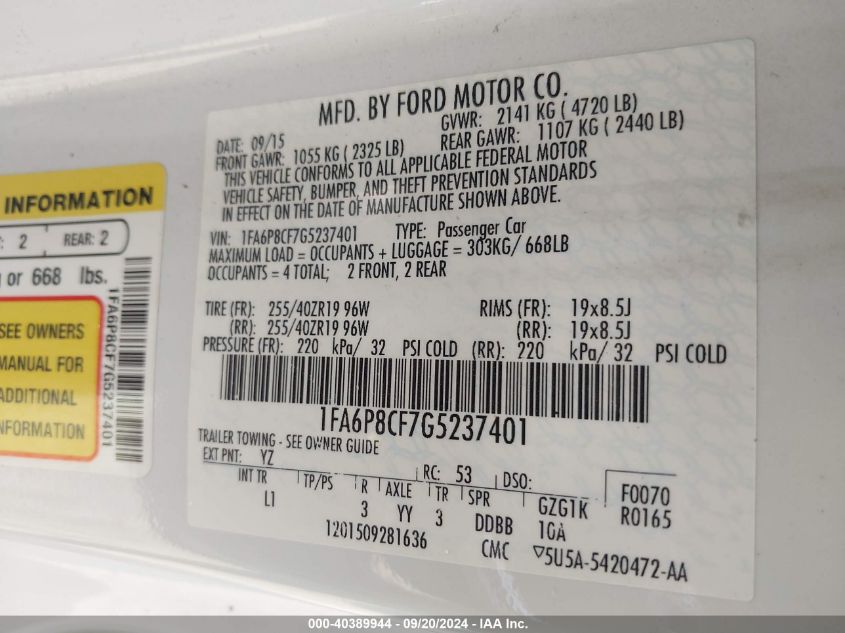 MFD. BY FORD MOTOR CO.
DATE: 09/15 GVWR: 2141 KG ( 4720 LB)
FRONT GAWR: 1055 KG ( 2325 LB) REAR GAWR: 1107 KG ( 2440 LB)
THIS VEHICLE CONFORMS TO ALL APPLICABLE FEDERAL MOTOR
VEHICLE SAFETY, BUMPER, AND THEFT PREVENTION STANDARDS
IN EFFECT ON THE DATE OF MANUFACTURE SHOWN ABOVE.
VIN: 1FA6P8CF7G5237401 TYPE: Passenger Car
MAXIMUM LOAD = OCCUPANTS + LUGGAGE = 303KG/ 668LB
OCCUPANTS = 4 TOTAL; 2 FRONT, 2 REAR
TIRE (FR): 255/40ZR19 96W RIMS (FR): 19x8.5J
(RR): 255/40ZR19 96W (RR): 19x8.5J
PRESSURE (FR): 220 kPa/ 32 PSI COLD (RR): 220 kPa/ 32 PSI COLD
1FA6P8CF7G5237401
TRAILER TOWING - SEE OWNER GUIDE
EXT PNT: YZ RC: 53 DSO:
INT TR TP/PS R AXLE TR SPR GZG1K F0070
L1 3 YY 3 DDBB 1GA R0165
1201509281636 CMC ▽5U5A-5420472-AA
INFORMATION
: 2 REAR: 2
or 668 lbs.
SEE OWNERS
MANUAL FOR
ADDITIONAL
INFORMATION
1FA6P8CF7G5237401
000-40389944 - 09/20/2024 - IAA Inc.